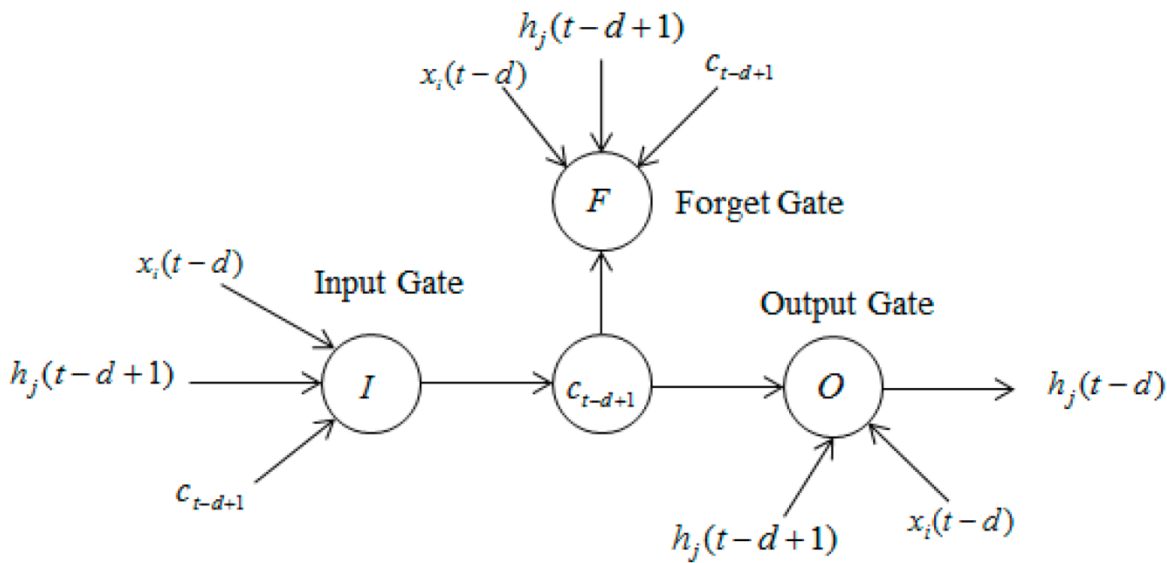 h_j(t−d+1)
x_i(t−d)
c_{t−d+1}
F
Forget Gate
x_i(t−d)
Input Gate
Output Gate
h_j(t−d+1)
I
c_{t−d+1}
O
h_j(t−d)
c_{t−d+1}
h_j(t−d+1)
x_i(t−d)